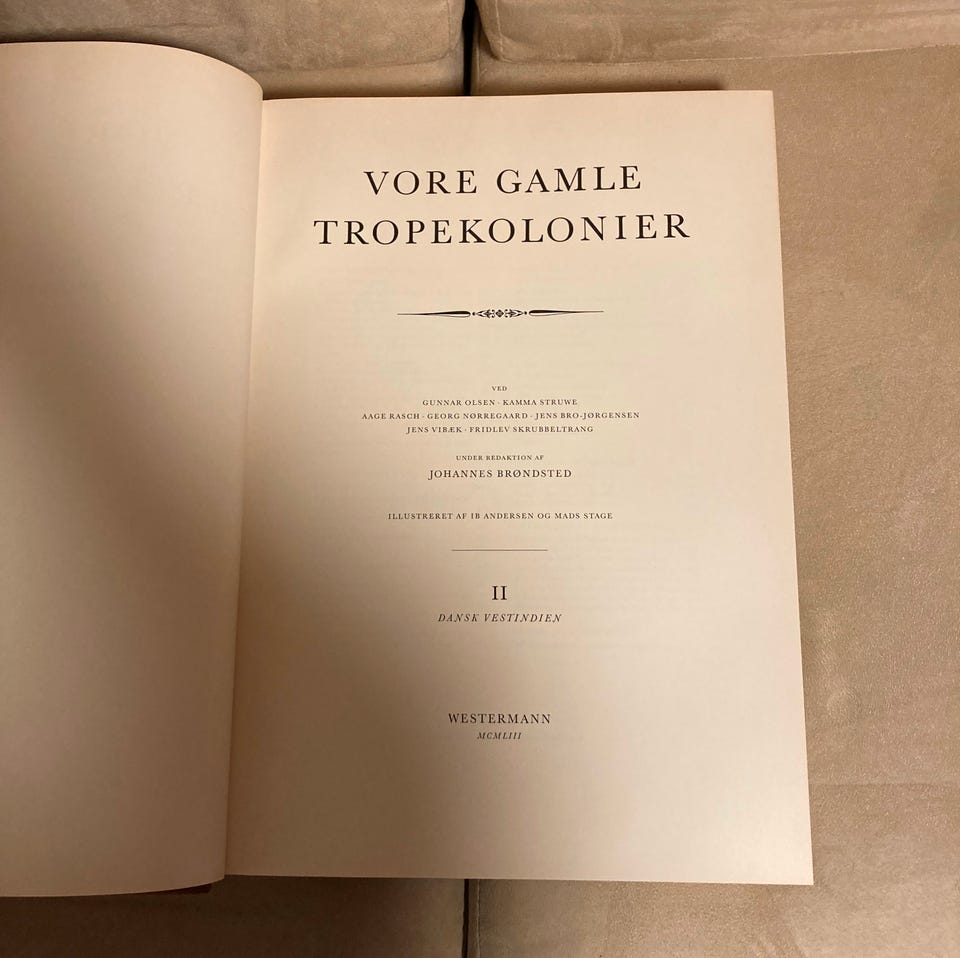 VORE GAMLE
TROPEKOLONIER
VED
GUNNAR OLSEN · KAMMA STRUWE
AAGE RASCH · GEORG NØRREGAARD · JENS BRO-JØRGENSEN
JENS VIBÆK · FRIDLEV SKRUBBELTRANG
UNDER REDAKTION AF
JOHANNES BRØNDSTED
ILLUSTRERET AF IB ANDERSEN OG MADS STAGE
II
DANSK VESTINDIEN
WESTERMANN
MCMLIII